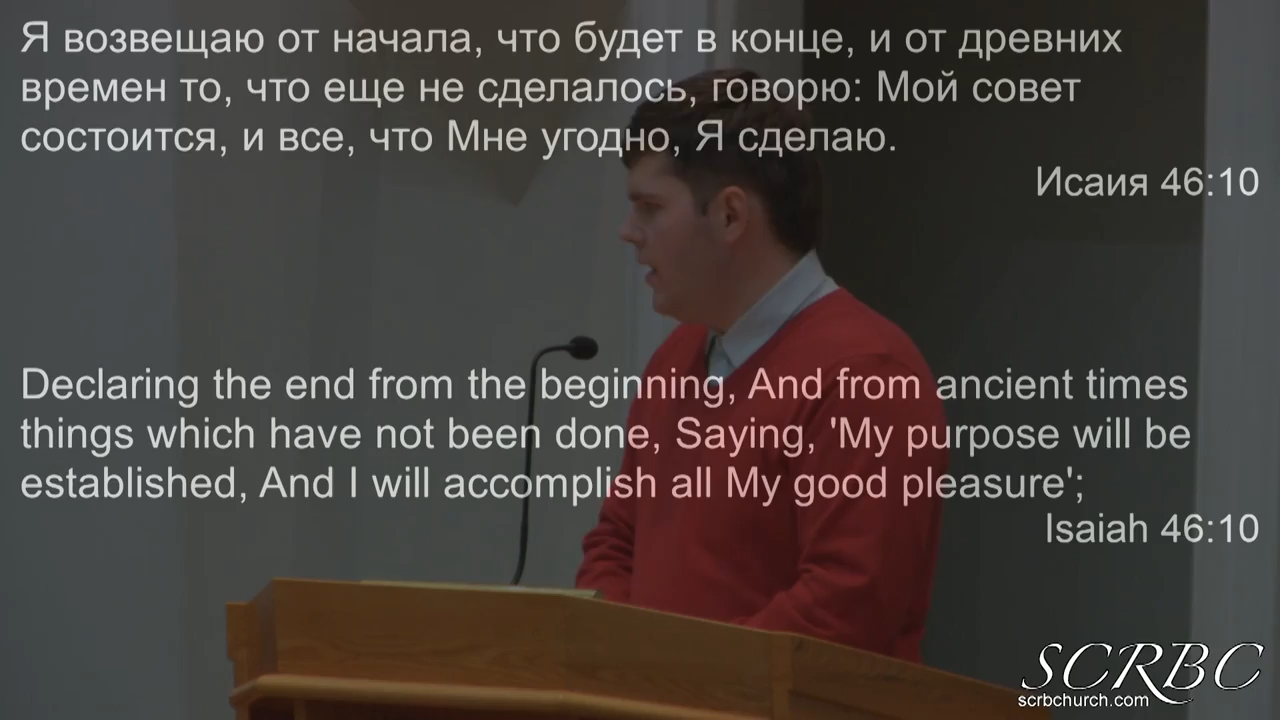 Я возвещаю от начала, что будет в конце, и от древних
времен то, что еще не сделалось, говорю: Мой совет
состоится, и все, что Мне угодно, Я сделаю.
Исаия 46:10
Declaring the end from the beginning, And from ancient times
things which have not been done, Saying, 'My purpose will be
established, And I will accomplish all My good pleasure';
Isaiah 46:10
SCRBC
scrbchurch.com